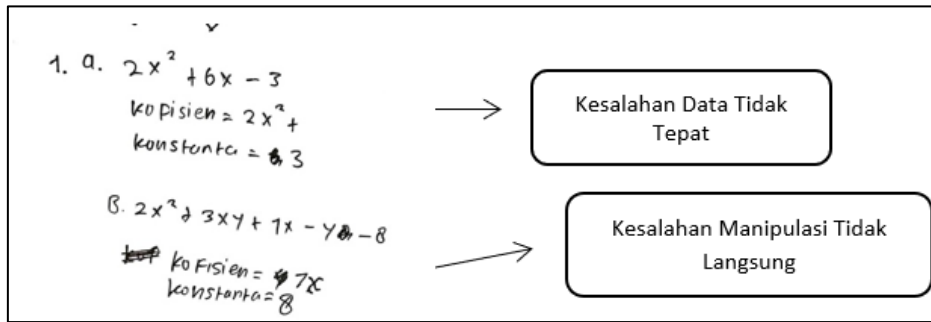 1. a. 2x² + 6x - 3
kopisien = 2x² +
konstanta = 3
B. 2x² + 3xy + 7x - y - 8
kofisien = 7x
konstanta = 8
Kesalahan Data Tidak
Tepat
Kesalahan Manipulasi Tidak
Langsung